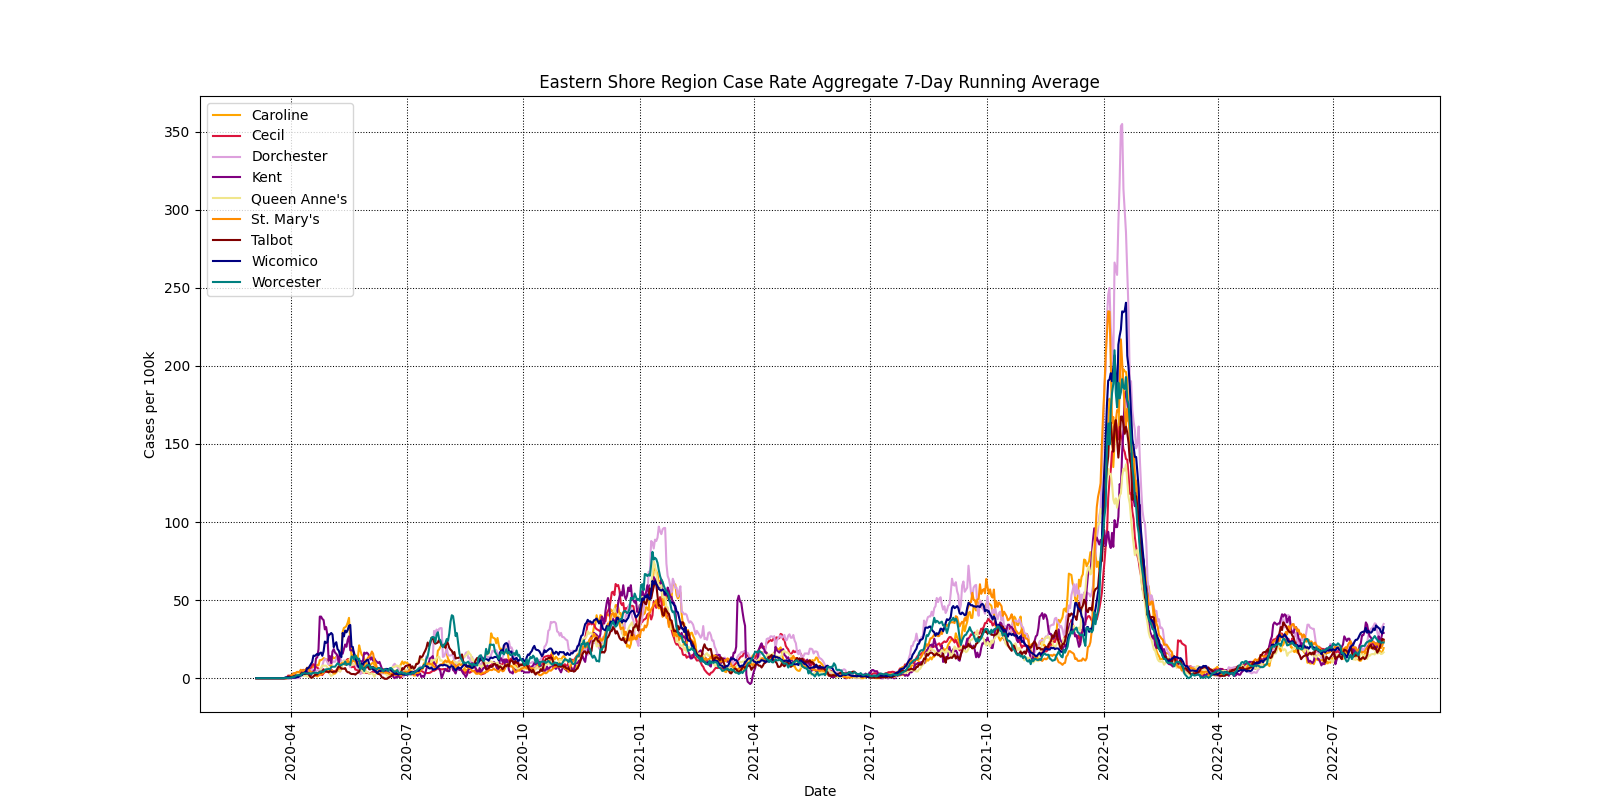 Eastern Shore Region Case Rate Aggregate 7-Day Running Average
Caroline
Cecil
Dorchester
Kent
Queen Anne's
St. Mary's
Talbot
Wicomico
Worcester
350
300
250
200
150
100
50
0
Cases per 100k
2020-04
2020-07
2020-10
2021-01
2021-04
2021-07
2021-10
2022-01
2022-04
2022-07
Date